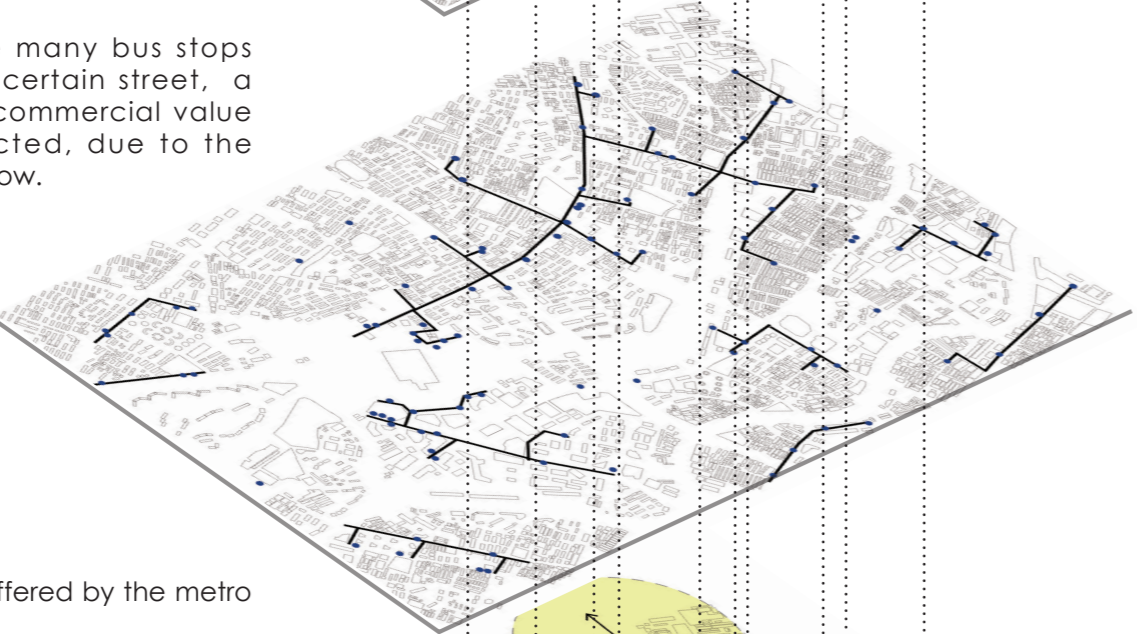 many bus stops
certain street, a
commercial value
cted, due to the
ow.
ffered by the metro